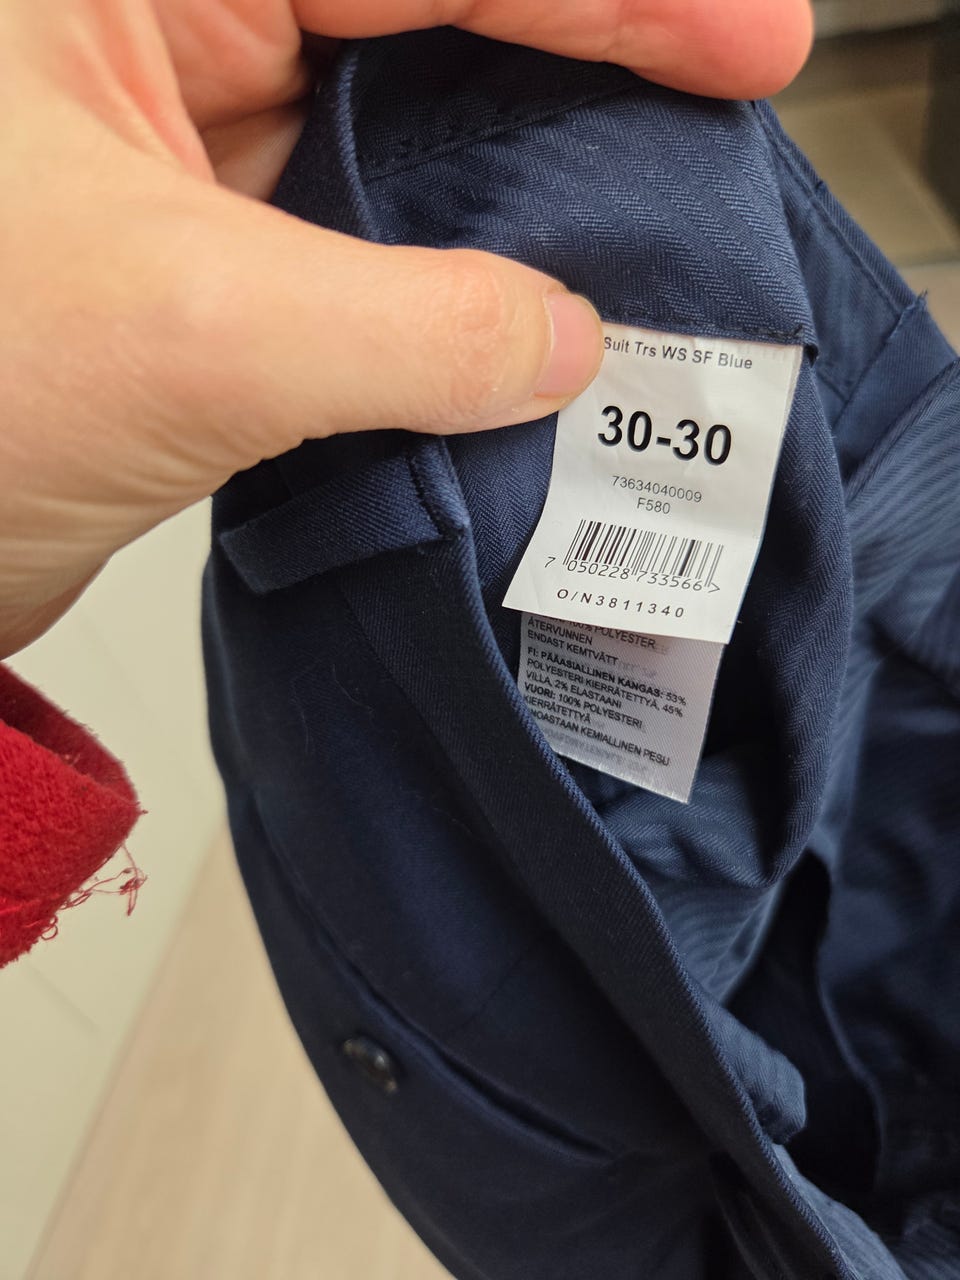 Suit Trs WS SF Blue
30-30
73634040009
F580
7 050228 733566 >
O/N3811340
100% POLYESTER
ÅTERVUNNEN
ENDAST KEMTVÄTT
FI: PÄÄASIALLINEN KANGAS: 53%
POLYESTERI KIERRÄTETTYÄ, 45%
VILLA, 2% ELASTAANI
VUORI: 100% POLYESTERI
KIERRÄTETTYÄ
AINOASTAAN KEMIALLINEN PESU